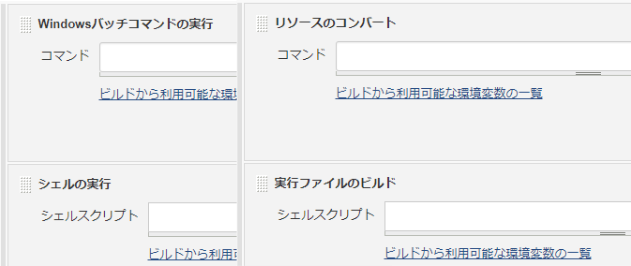 Windowsバッチコマンドの実行
コマンド
ビルドから利用可能な環
シェルの実行
シェルスクリプト
ビルドから利用
リソースのコンバート
コマンド
ビルドから利用可能な環境変数の一覧
実行ファイルのビルド
シェルスクリプト
ビルドから利用可能な環境変数の一覧